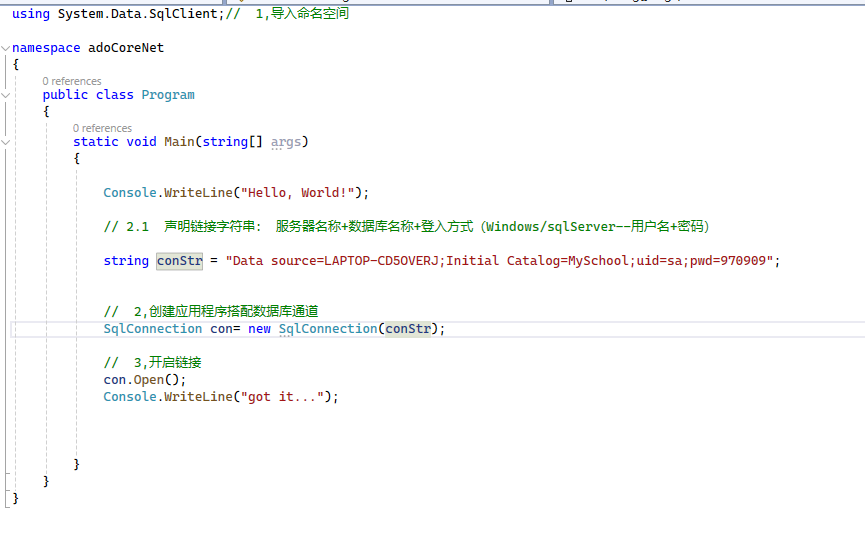 using System.Data.SqlClient;//  1,导入命名空间
namespace adoCoreNet
{
0 references
public class Program
{
0 references
static void Main(string[] args)
{
Console.WriteLine("Hello, World!");
// 2.1  声明链接字符串:  服务器名称+数据库名称+登入方式（Windows/sqlServer--用户名+密码）
string conStr = "Data source=LAPTOP-CD5OVERJ;Initial Catalog=MySchool;uid=sa;pwd=970909";
//  2,创建应用程序搭配数据库通道
SqlConnection con= new SqlConnection(conStr);
//  3,开启链接
con.Open();
Console.WriteLine("got it...");
}
}
}